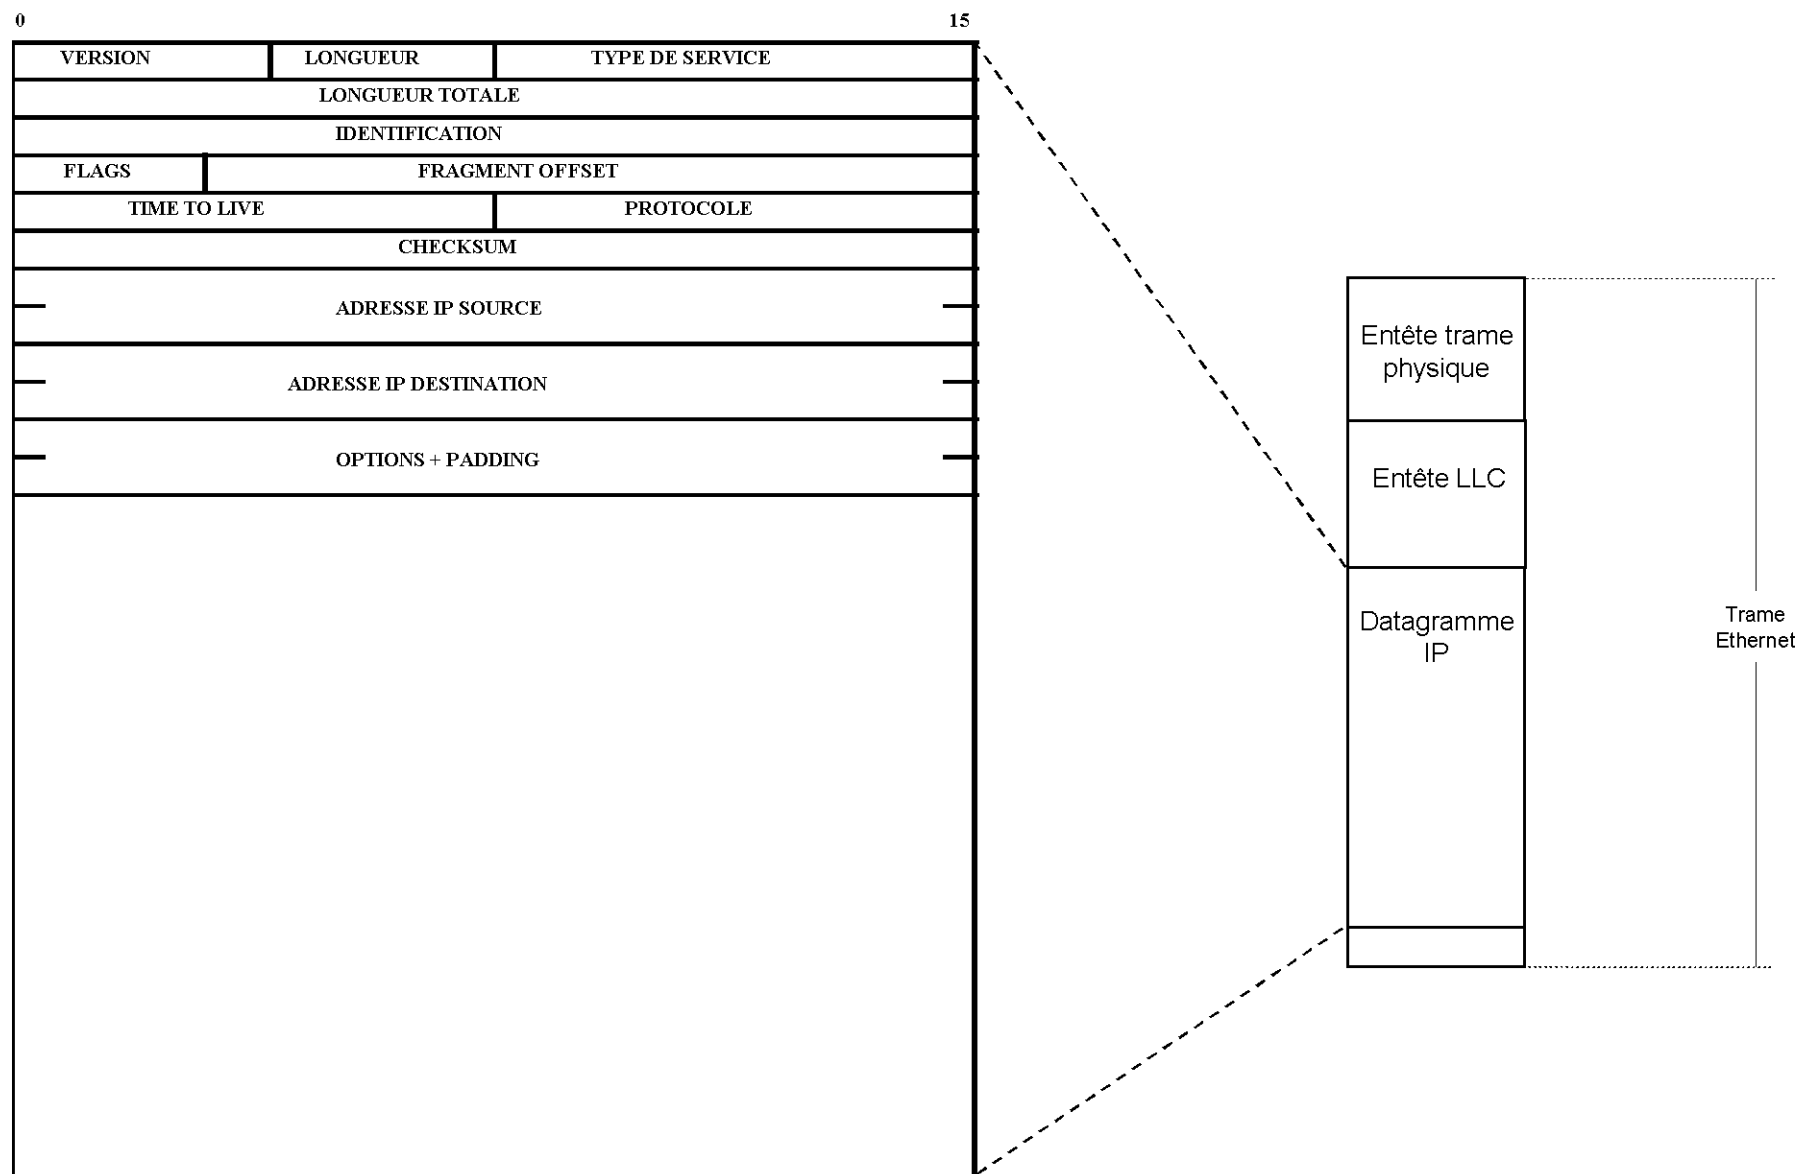 0 15
VERSION LONGUEUR TYPE DE SERVICE
LONGUEUR TOTALE
IDENTIFICATION
FLAGS FRAGMENT OFFSET
TIME TO LIVE PROTOCOLE
CHECKSUM
ADRESSE IP SOURCE
ADRESSE IP DESTINATION
OPTIONS + PADDING
Entête trame
physique
Entête LLC
Datagramme
IP
Trame
Ethernet